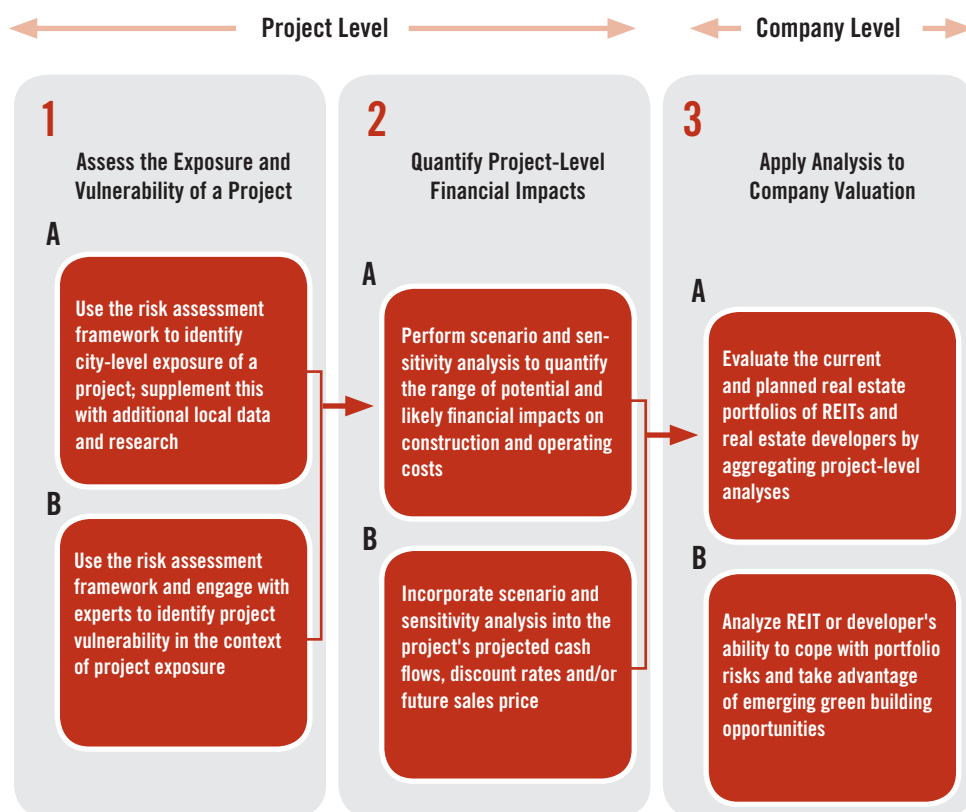 Project Level
Company Level
1
Assess the Exposure and
Vulnerability of a Project
A
Use the risk assessment
framework to identify
city-level exposure of a
project; supplement this
with additional local data
and research
B
Use the risk assessment
framework and engage with
experts to identify project
vulnerability in the context
of project exposure
2
Quantify Project-Level
Financial Impacts
A
Perform scenario and sen-
sitivity analysis to quantify
the range of potential and
likely financial impacts on
construction and operating
costs
B
Incorporate scenario and
sensitivity analysis into the
project's projected cash
flows, discount rates and/or
future sales price
3
Apply Analysis to
Company Valuation
A
Evaluate the current
and planned real estate
portfolios of REITs and
real estate developers by
aggregating project-level
analyses
B
Analyze REIT or developer's
ability to cope with portfolio
risks and take advantage
of emerging green building
opportunities